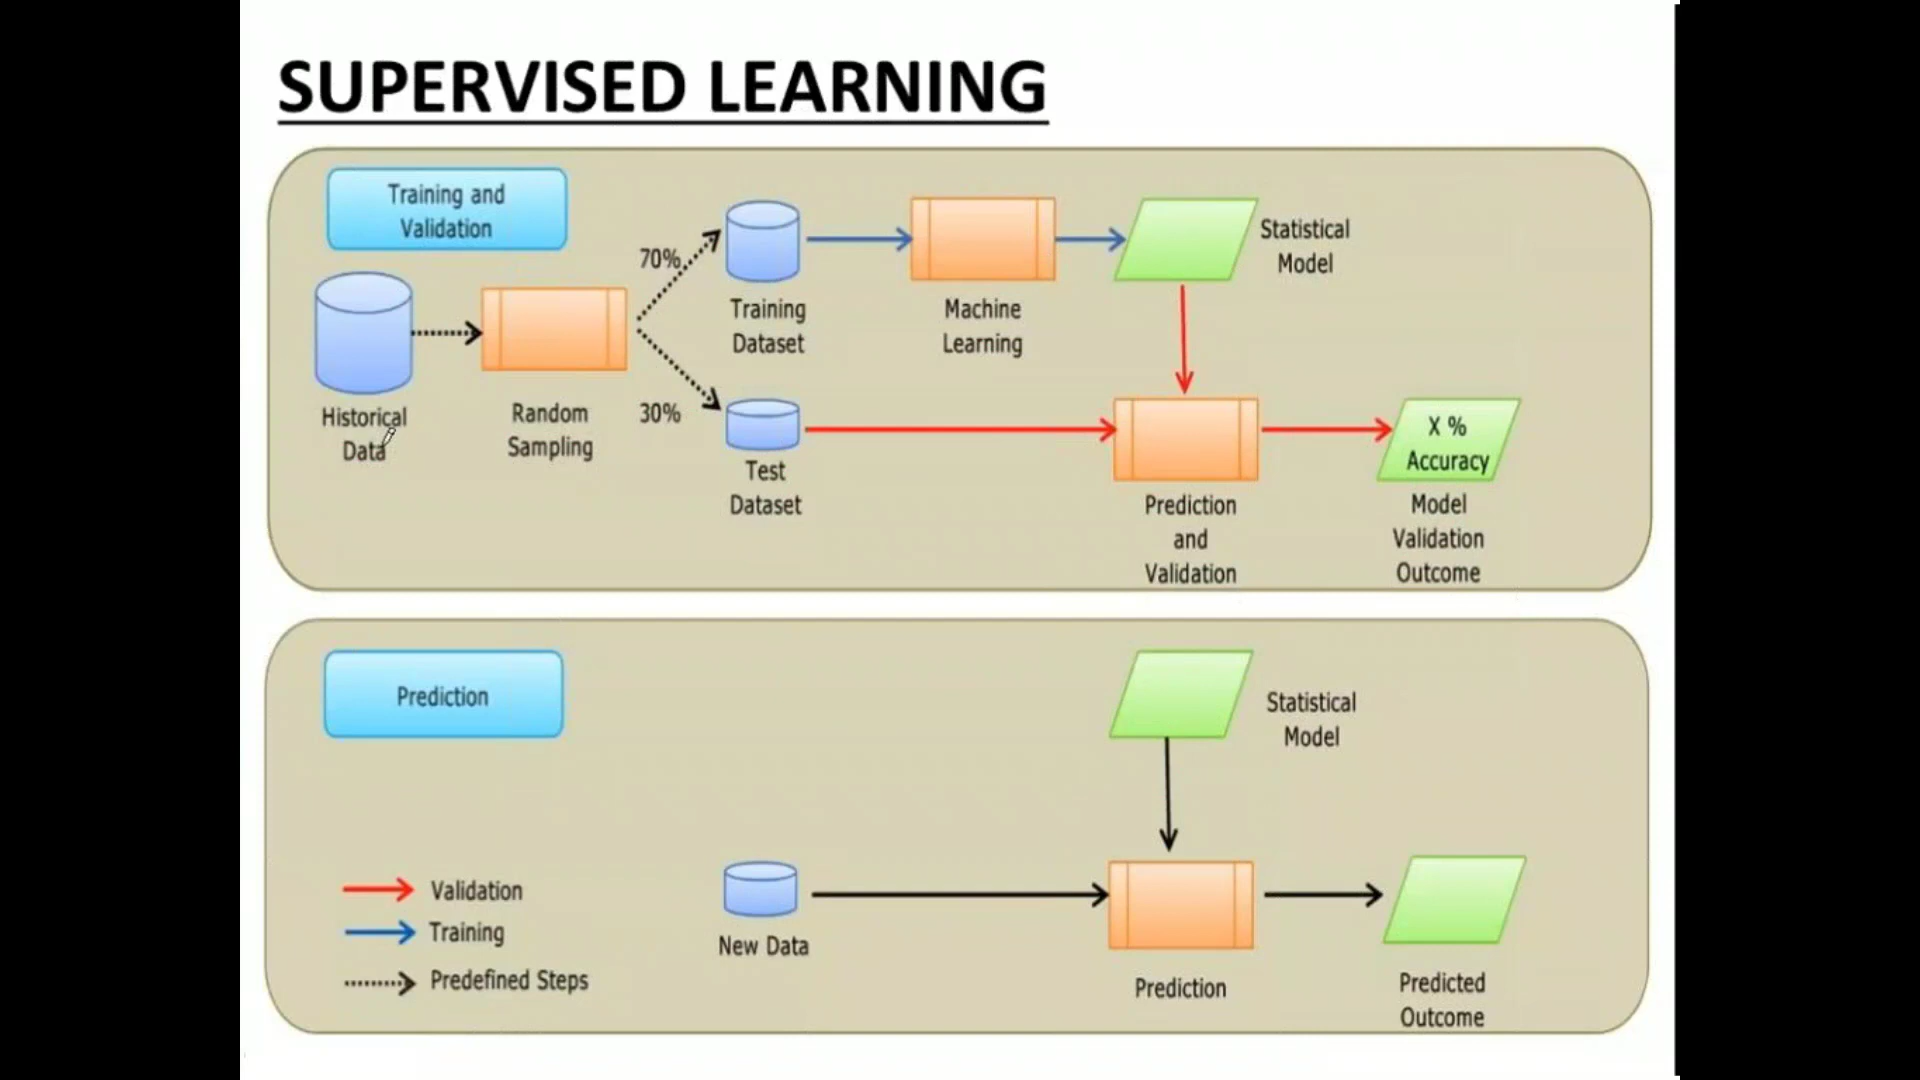 SUPERVISED LEARNING
Training and
Validation
Historical
Data
Random
Sampling
70%
30%
Training
Dataset
Test
Dataset
Machine
Learning
Statistical
Model
Prediction
and
Validation
X %
Accuracy
Model
Validation
Outcome
Prediction
Statistical
Model
Validation
Training
Predefined Steps
New Data
Prediction
Predicted
Outcome